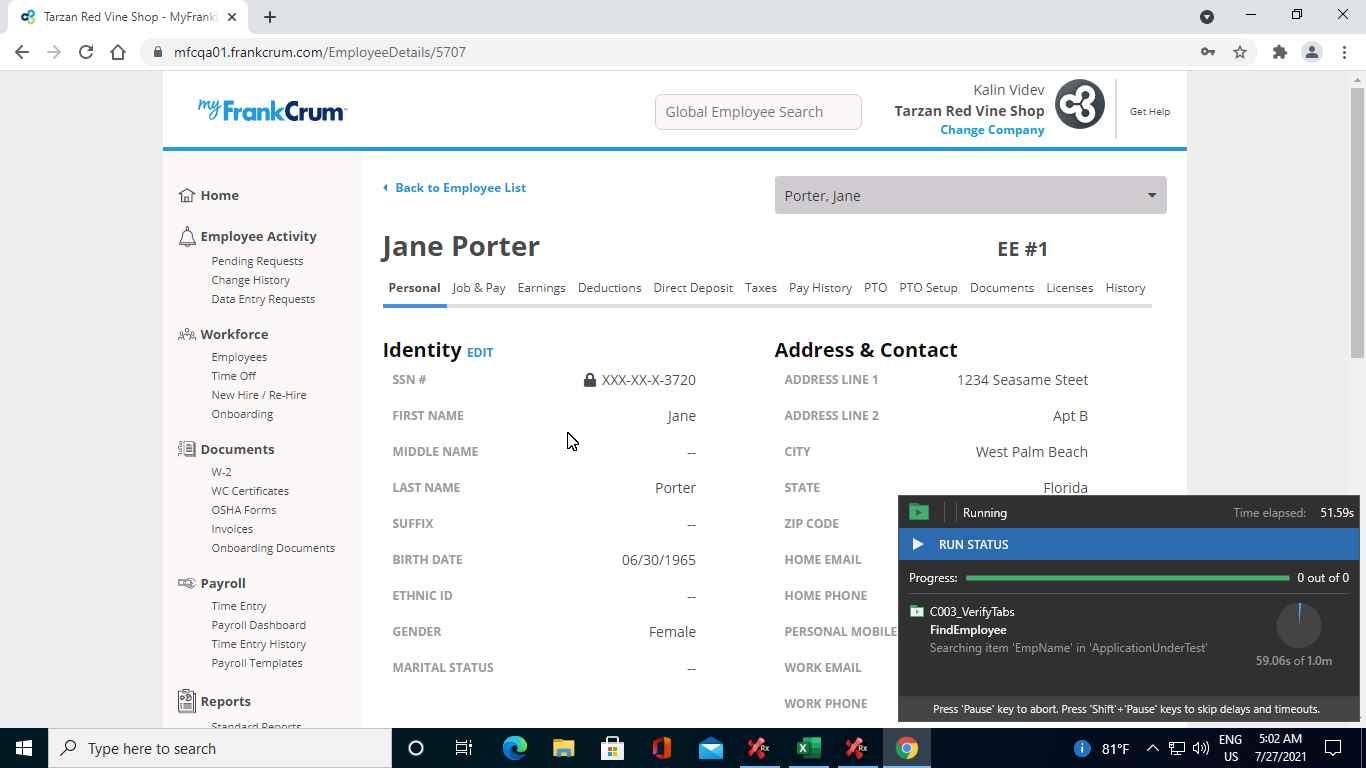 Tarzan Red Vine Shop - MyFrank
mfcqa01.frankcrum.com/EmployeeDetails/5707
myFrankCrum
Global Employee Search
Kalin Videv
Tarzan Red Vine Shop
Change Company
Get Help
Home
Employee Activity
Pending Requests
Change History
Data Entry Requests
Workforce
Employees
Time Off
New Hire / Re-Hire
Onboarding
Documents
W-2
WC Certificates
OSHA Forms
Invoices
Onboarding Documents
Payroll
Time Entry
Payroll Dashboard
Time Entry History
Payroll Templates
Reports
Standard Reports
Back to Employee List
Porter, Jane
Jane Porter
EE #1
Personal Job & Pay Earnings Deductions Direct Deposit Taxes Pay History PTO PTO Setup Documents Licenses History
Identity EDIT
SSN # XXX-XX-X-3720
FIRST NAME Jane
MIDDLE NAME --
LAST NAME Porter
SUFFIX --
BIRTH DATE 06/30/1965
ETHNIC ID --
GENDER Female
MARITAL STATUS --
Address & Contact
ADDRESS LINE 1 1234 Seasame Steet
ADDRESS LINE 2 Apt B
CITY West Palm Beach
STATE Florida
ZIP CODE
HOME EMAIL
HOME PHONE
PERSONAL MOBILE
WORK EMAIL
WORK PHONE
Running Time elapsed: 51.59s
RUN STATUS
Progress: 0 out of 0
C003_VerifyTabs
FindEmployee
Searching item 'EmpName' in 'ApplicationUnderTest'
59.06s of 1.0m
Press 'Pause' key to abort. Press 'Shift'+'Pause' keys to skip delays and timeouts.
Type here to search
Rx
Rx
81°F
ENG
US
5:02 AM
7/27/2021